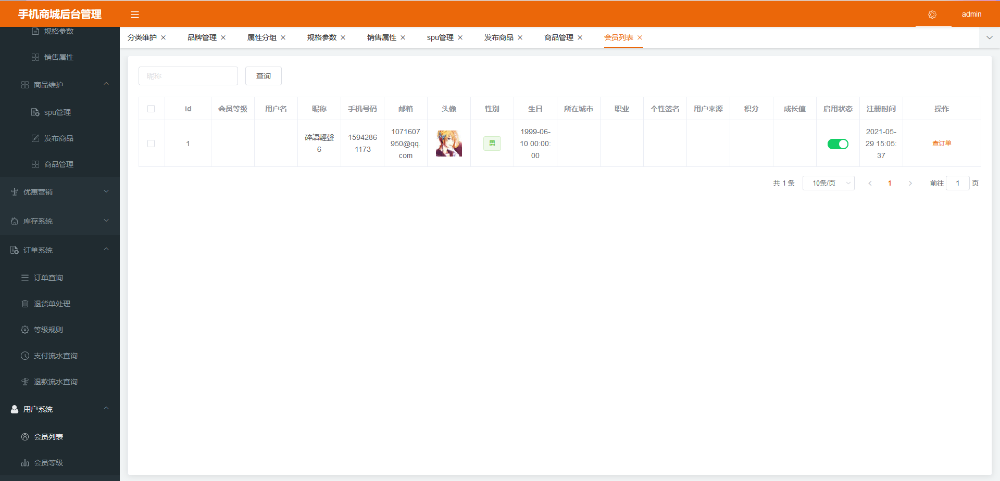 手机商城后台管理
admin
规格参数
销售属性
商品维护
spu管理
发布商品
商品管理
优惠营销
库存系统
订单系统
订单查询
退货单处理
等级规则
支付流水查询
退款流水查询
用户系统
会员列表
会员等级
分类维护 品牌管理 属性分组 规格参数 销售属性 spu管理 发布商品 商品管理 会员列表
昵称 查询
id 会员等级 用户名 昵称 手机号码 邮箱 头像 性别 生日 所在城市 职业 个性签名 用户来源 积分 成长值 启用状态 注册时间 操作
1
碎語輕聲
6
1594286
1173
1071607
950@qq.
com
男
1999-06-
10 00:00:
00
2021-05-
29 15:05:
37
查订单
共 1 条 10条/页 1 前往 1 页